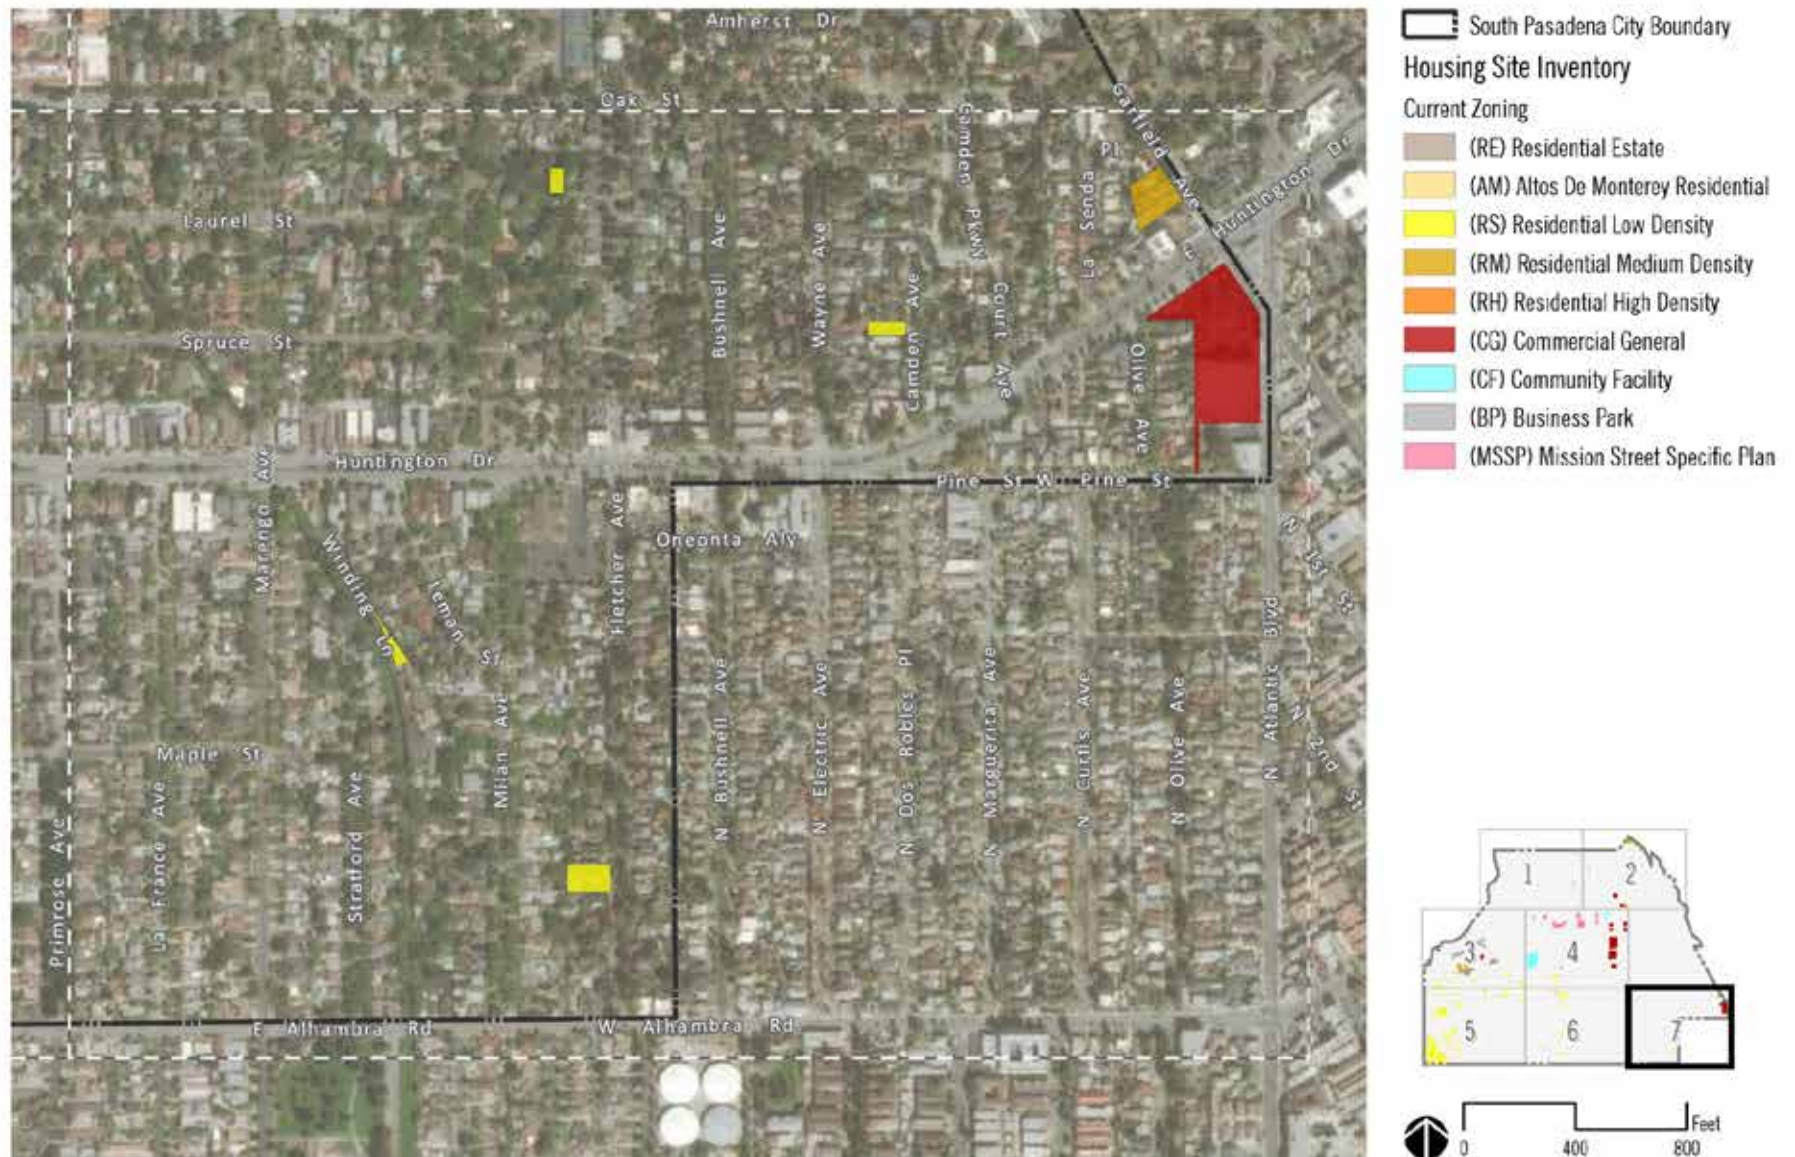 Amherst Dr
Oak St
Garfield Ave
Camden Pkwy
Pl
La Senda
Huntington Dr
Laurel St
Bushnell Ave
Wayne Ave
Camden Ave
Court Ave
Spruce St
Olive Ave
Huntington Dr
Marengo Ave
Pine St W Pine St
Fletcher Ave
Oneonta Aly
Winding Ln
Ieman St
N 1st St
N Atlantic Blvd
N 2nd St
Milan Ave
Maple St
Stratford Ave
La France Ave
Primrose Ave
N Bushnell Ave
N Electric Ave
N Dos Robles Pl
N Marguerita Ave
N Curtis Ave
N Olive Ave
E Alhambra Rd
W Alhambra Rd
South Pasadena City Boundary
Housing Site Inventory
Current Zoning
(RE) Residential Estate
(AM) Altos De Monterey Residential
(RS) Residential Low Density
(RM) Residential Medium Density
(RH) Residential High Density
(CG) Commercial General
(CF) Community Facility
(BP) Business Park
(MSSP) Mission Street Specific Plan
1
2
3
4
5
6
7
Feet
0 400 800